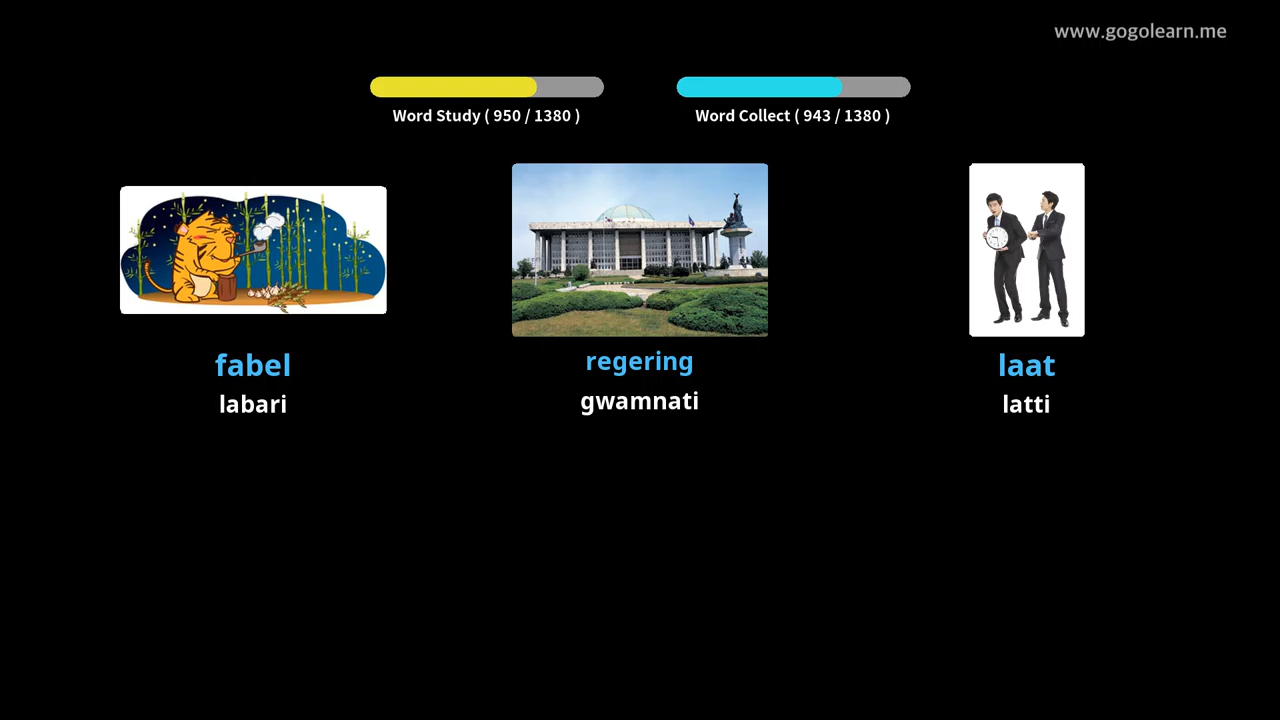 www.gogolearn.me
Word Study ( 950 / 1380 )
Word Collect ( 943 / 1380 )
fabel
labari
regering
gwamnati
laat
latti